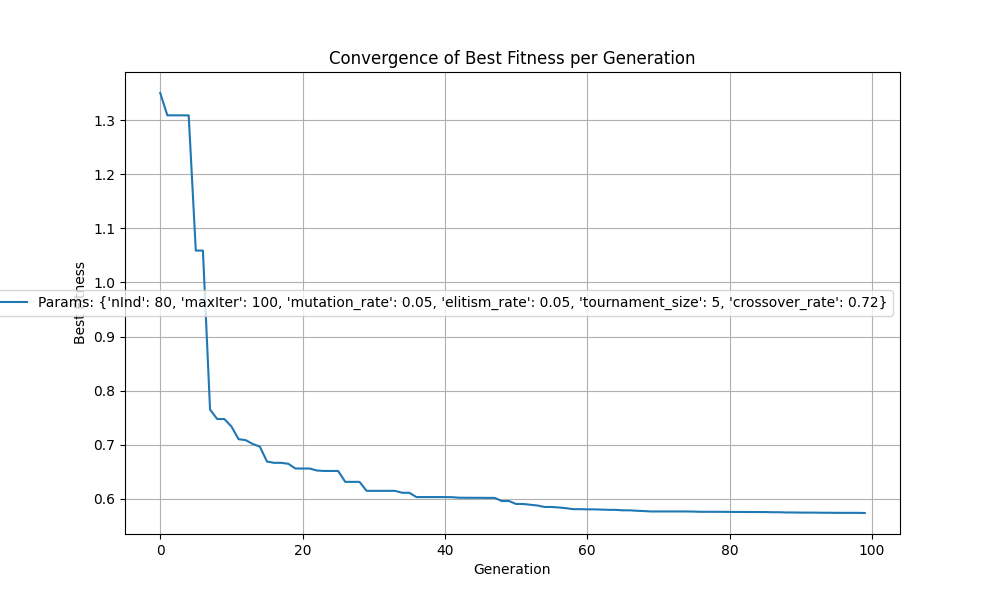 Convergence of Best Fitness per Generation
1.3
1.2
1.1
1.0
Params: {'nInd': 80, 'maxIter': 100, 'mutation_rate': 0.05, 'elitism_rate': 0.05, 'tournament_size': 5, 'crossover_rate': 0.72}
Best
0.9
0.8
0.7
0.6
0 20 40 60 80 100
Generation